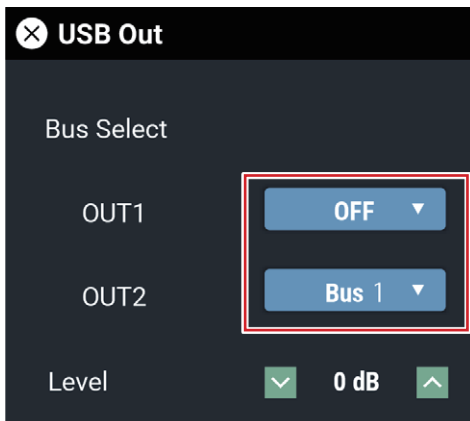 USB Out
Bus Select
OUT1 OFF
OUT2 Bus 1
Level 0 dB